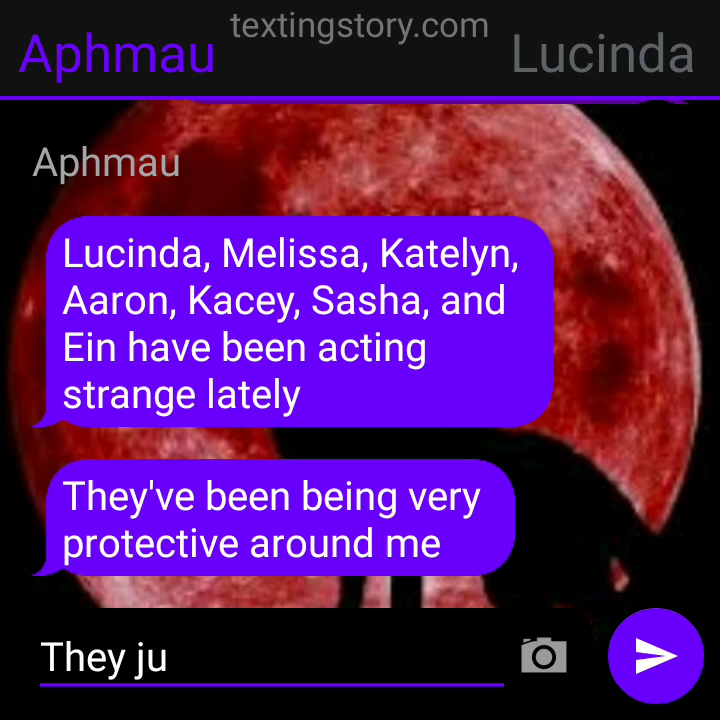 textingstory.com
Aphmau
Lucinda
Aphmau
Lucinda, Melissa, Katelyn,
Aaron, Kacey, Sasha, and
Ein have been acting
strange lately
They've been being very
protective around me
They ju